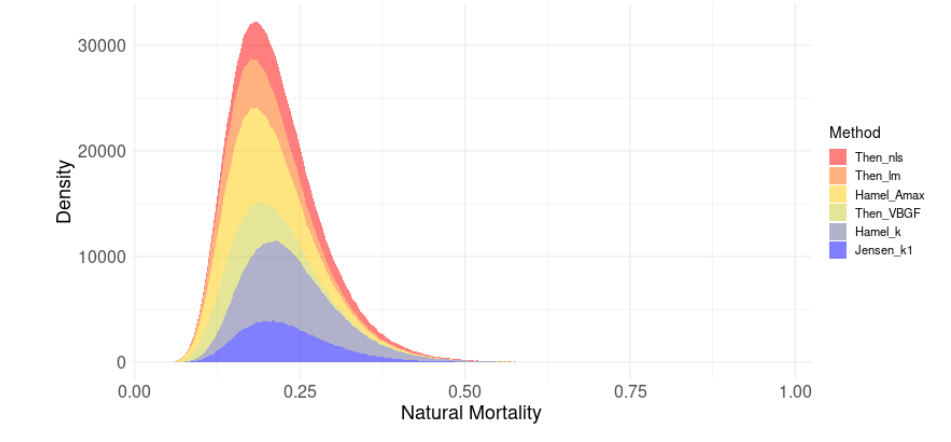 30000
20000
10000
0
Density
0.00
0.25
0.50
0.75
1.00
Natural Mortality
Method
Then_nls
Then_lm
Hamel_Amax
Then_VBGF
Hamel_k
Jensen_k1